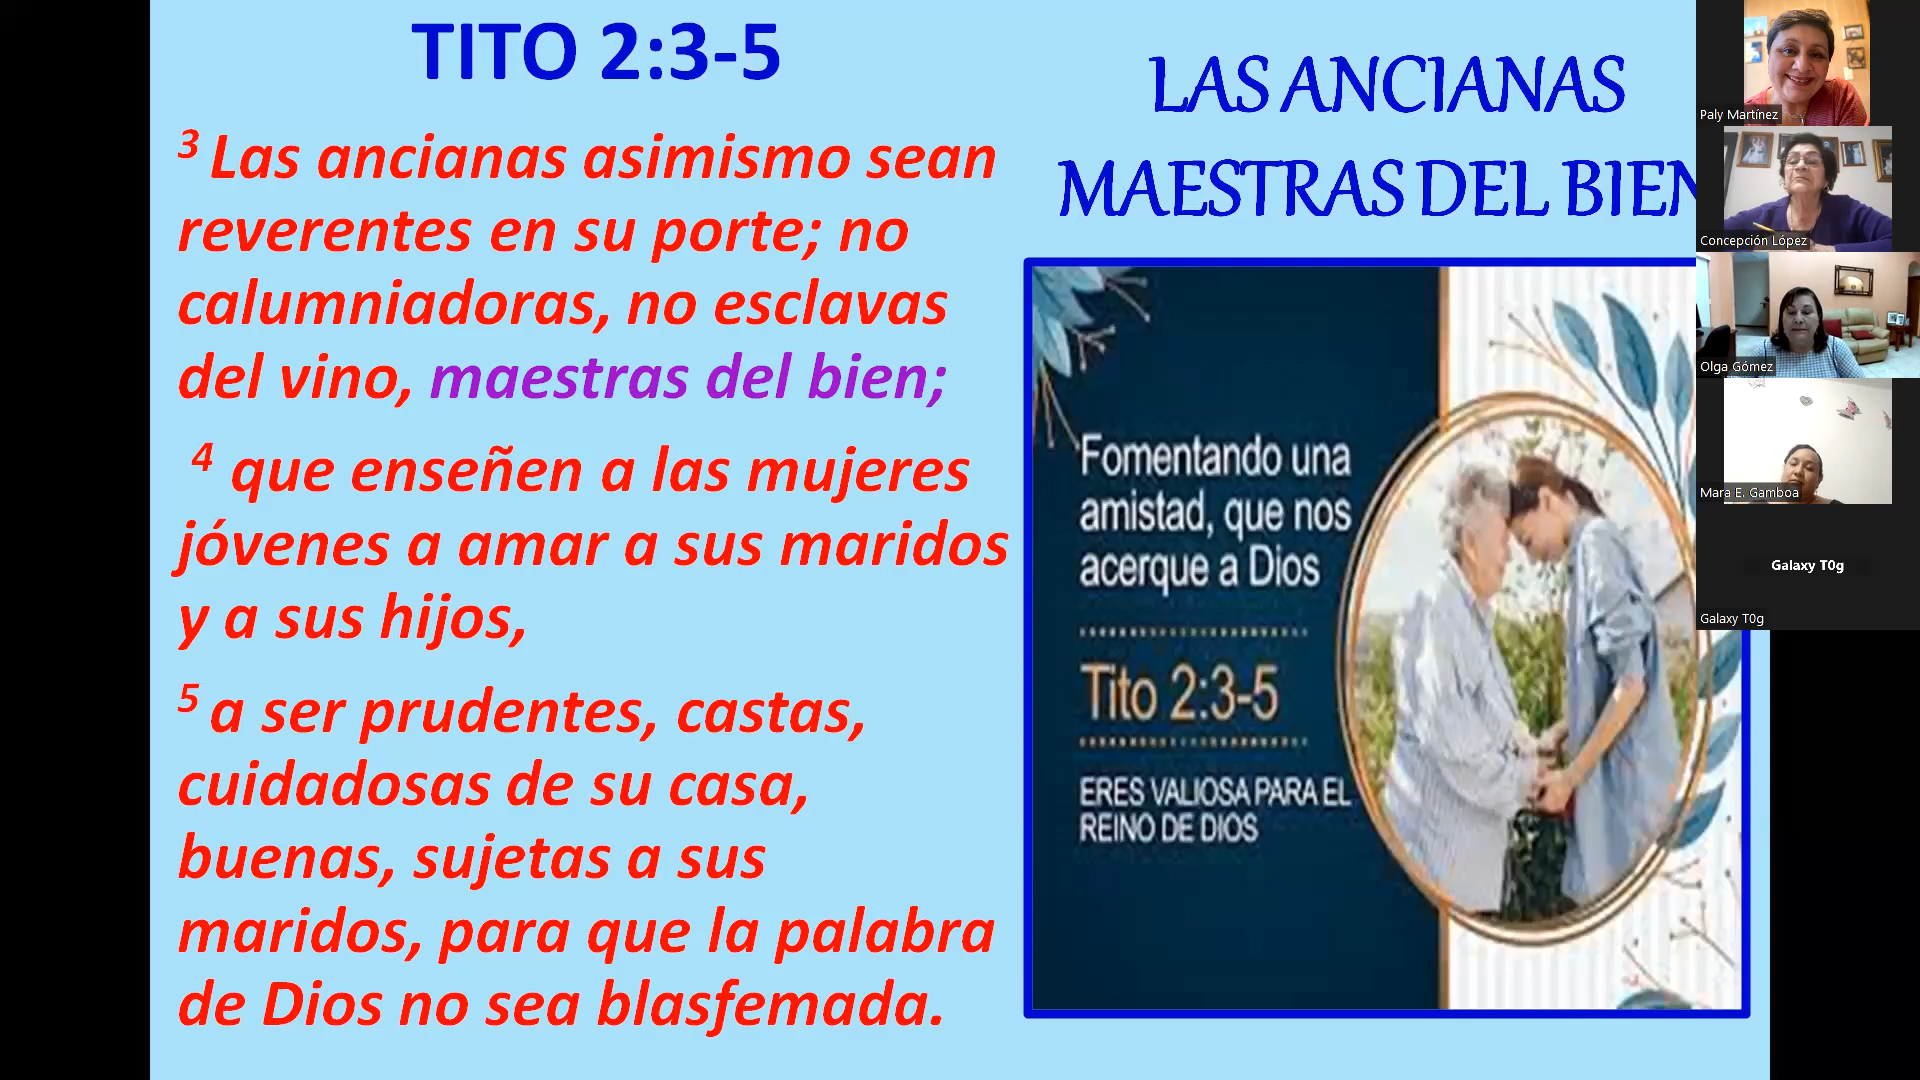 TITO 2:3-5
3 Las ancianas asimismo sean
reverentes en su porte; no
calumniadoras, no esclavas
del vino, maestras del bien;
4 que enseñen a las mujeres
jóvenes a amar a sus maridos
y a sus hijos,
5 a ser prudentes, castas,
cuidadosas de su casa,
buenas, sujetas a sus
maridos, para que la palabra
de Dios no sea blasfemada.
LAS ANCIANAS
MAESTRAS DEL BIEN
Fomentando una
amistad, que nos
acerque a Dios
Tito 2:3-5
ERES VALIOSA PARA EL
REINO DE DIOS
Paly Martínez
Concepción López
Olga Gómez
Mara E. Gamboa
Galaxy T0g
Galaxy T0g